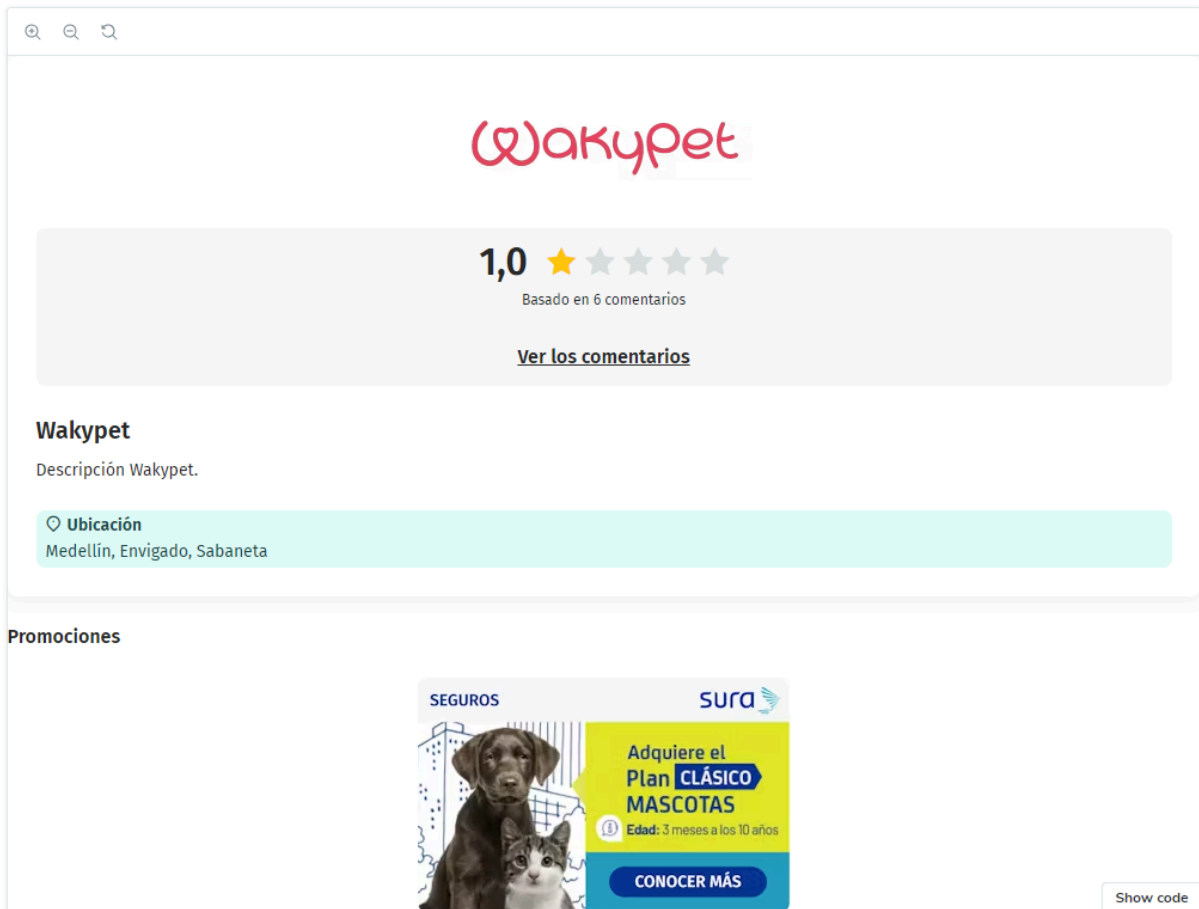 Wakypet
1,0
Basado en 6 comentarios
Ver los comentarios
Wakypet
Descripción Wakypet.
Ubicación
Medellín, Envigado, Sabaneta
Promociones
SEGUROS
sura
Adquiere el
Plan CLÁSICO
MASCOTAS
Edad: 3 meses a los 10 años
CONOCER MÁS
Show code